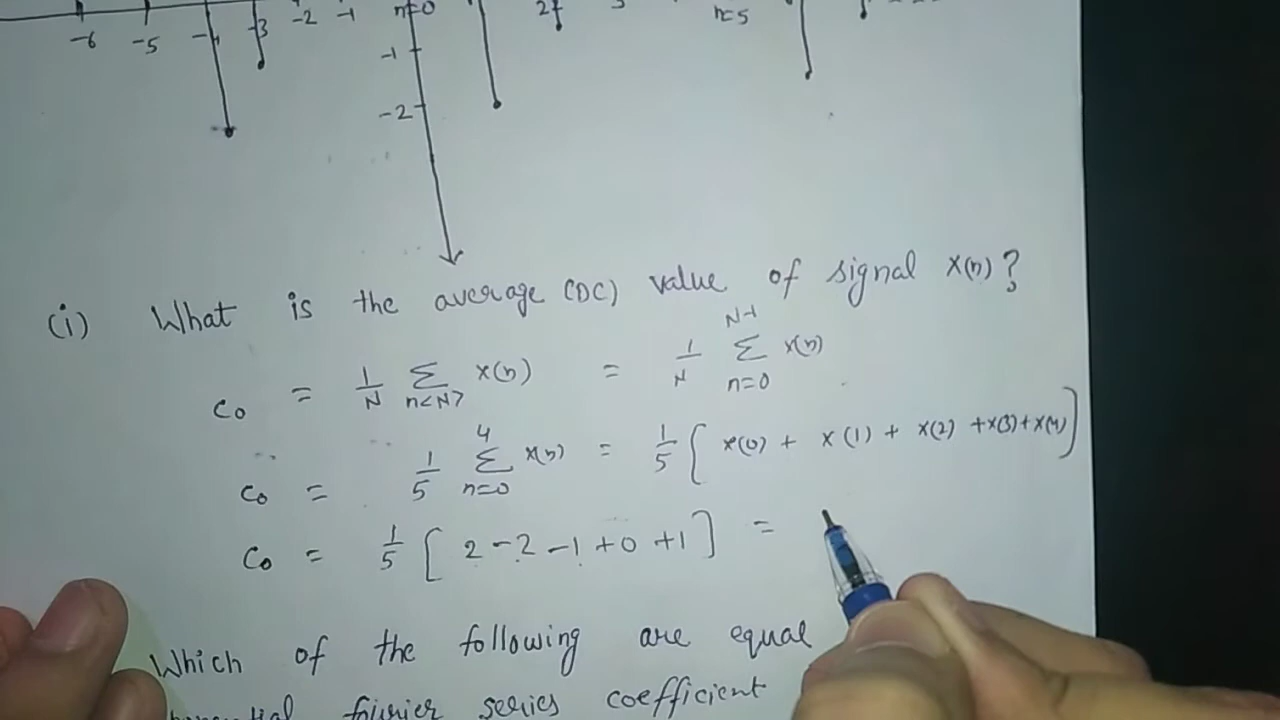 -6 -5 -4 -3 -2 -1 n=0 2 3 n=5
-1
-2
(i) What is the average (DC) value of signal x(n)?
c0 = 1/N Σ n<N> x(n) = 1/N Σ n=0 N-1 x(n)
c0 = 1/5 Σ n=0 4 x(n) = 1/5 [ x(0) + x(1) + x(2) + x(3) + x(4) ]
c0 = 1/5 [ 2 - 2 - 1 + 0 + 1 ] =
Which of the following are equal
fourier series coefficient